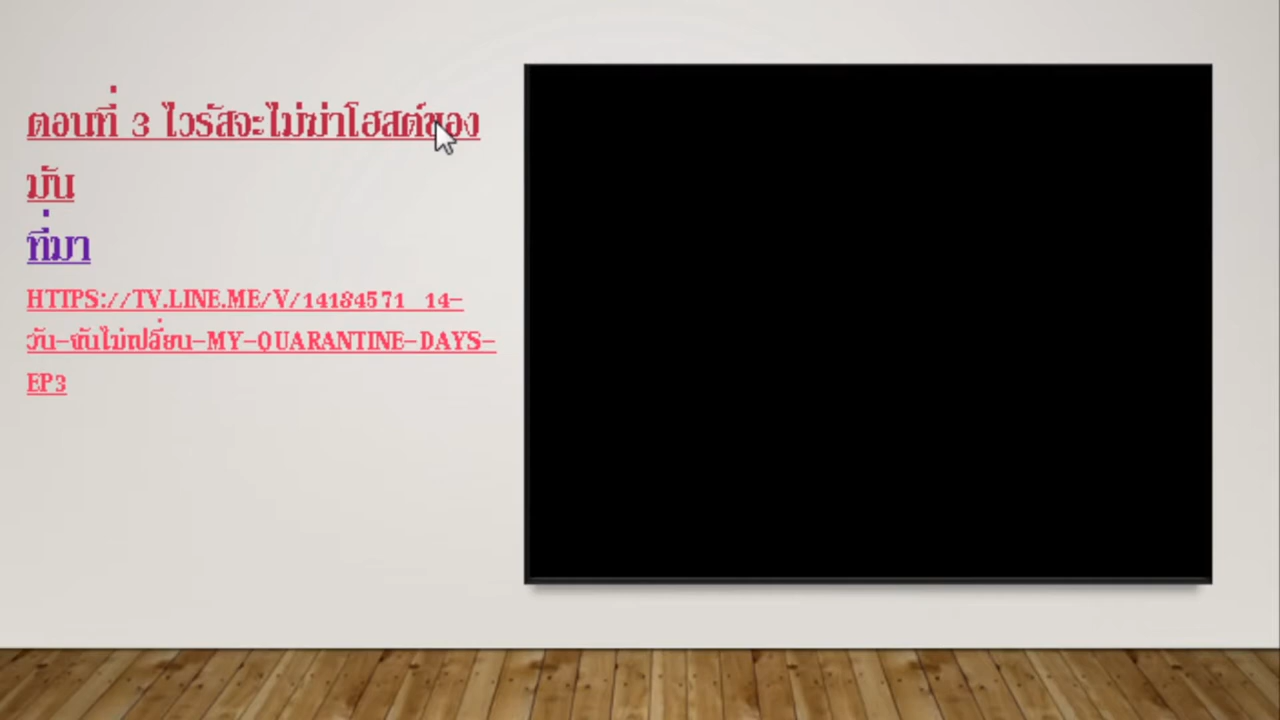 ตอนที่ 3 ไวรัสจะไม่ฆ่าโฮสต์ของ
มัน
ที่มา
HTTPS://TV.LINE.ME/V/14184571_14-
วัน-ฉันไม่เปลี่ยน-MY-QUARANTINE-DAYS-
EP3